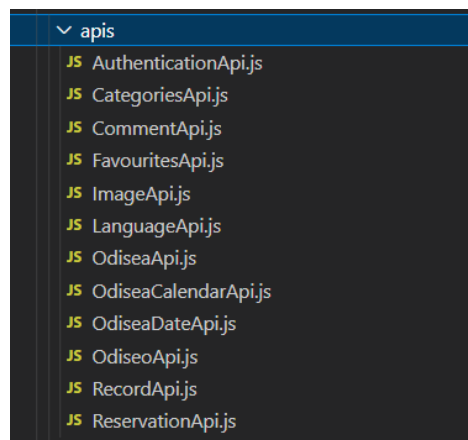 apis
JS AuthenticationApi.js
JS CategoriesApi.js
JS CommentApi.js
JS FavouritesApi.js
JS ImageApi.js
JS LanguageApi.js
JS OdiseaApi.js
JS OdiseaCalendarApi.js
JS OdiseaDateApi.js
JS OdiseoApi.js
JS RecordApi.js
JS ReservationApi.js